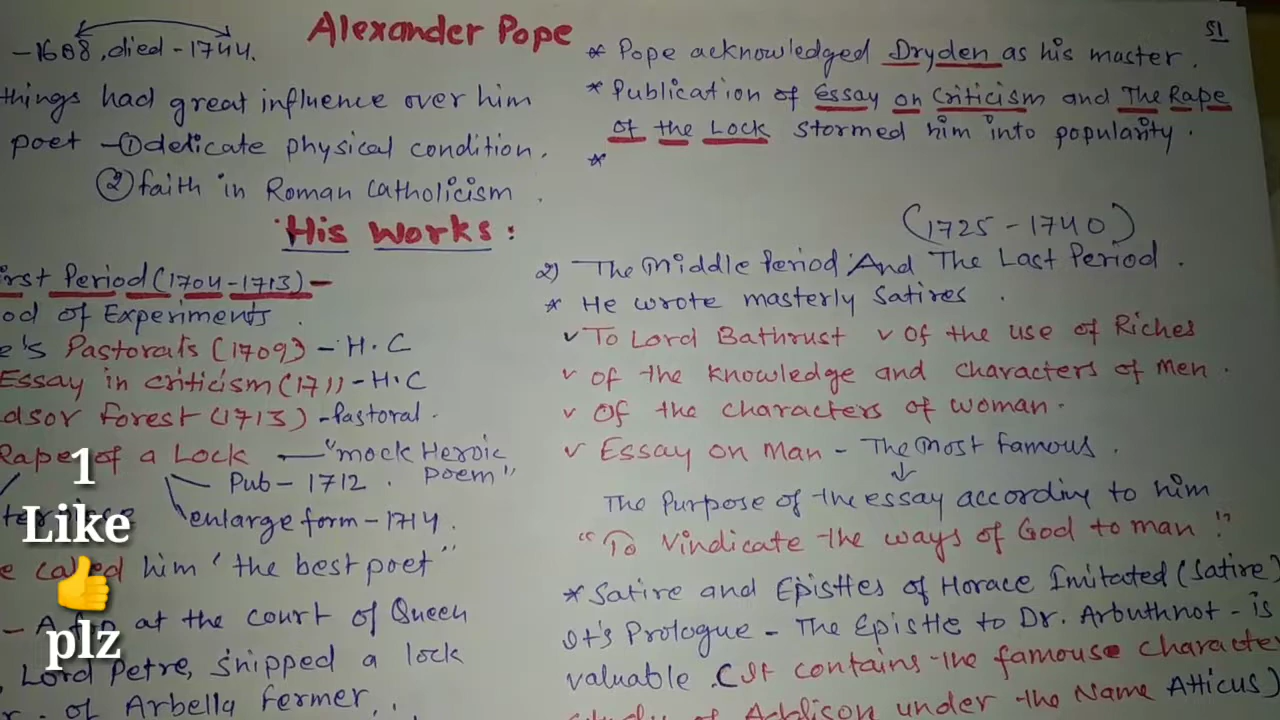 Alexander Pope
51
-1688, died - 1744.
things had great influence over him
poet - ① delicate physical condition.
② faith in Roman Catholicism.
His Works:
irst Period (1704-1713) -
od of Experiments.
e's Pastorals (1709) - H.C
Essay in criticism (1711) - H.C
dsor Forest (1713) - Pastoral.
Rape of a Lock — "mock Heroic
Poem"
Pub - 1712.
enlarge form - 1714.
e called him 'the best poet"
- A at the court of Queen
Lord Petre, snipped a lock
of Arbella Fermer,.
* Pope acknowledged Dryden as his master.
* Publication of Essay on Criticism and The Rape
of the Lock stormed him into popularity.
*
(1725-1740)
2) The Middle Period And The Last Period.
* He wrote masterly Satires.
✓ To Lord Bathrust ✓ Of the use of Riches
✓ of the knowledge and characters of Men.
✓ Of the characters of woman.
✓ Essay on Man - The Most Famous.
↓
The Purpose of the essay according to him
"To Vindicate the ways of God to man".
* Satire and Epistles of Horace Imitated (Satire)
It's Prologue - The Epistle to Dr. Arbuthnot - is
valuable. (It contains the famouse character
study of Addison under the Name Atticus)
1
Like
👍
plz